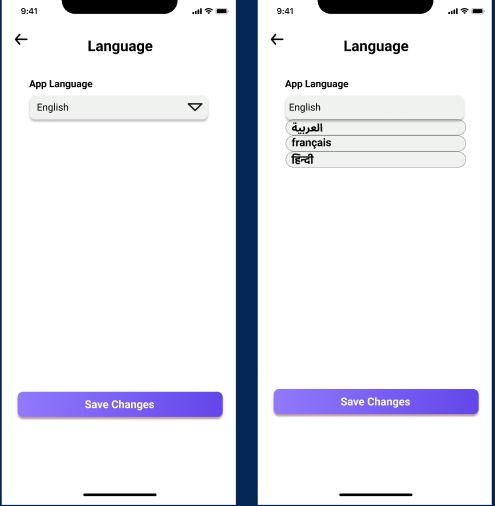 9:41
Language
App Language
English
Save Changes
9:41
Language
App Language
English
العربية
français
हिन्दी
Save Changes